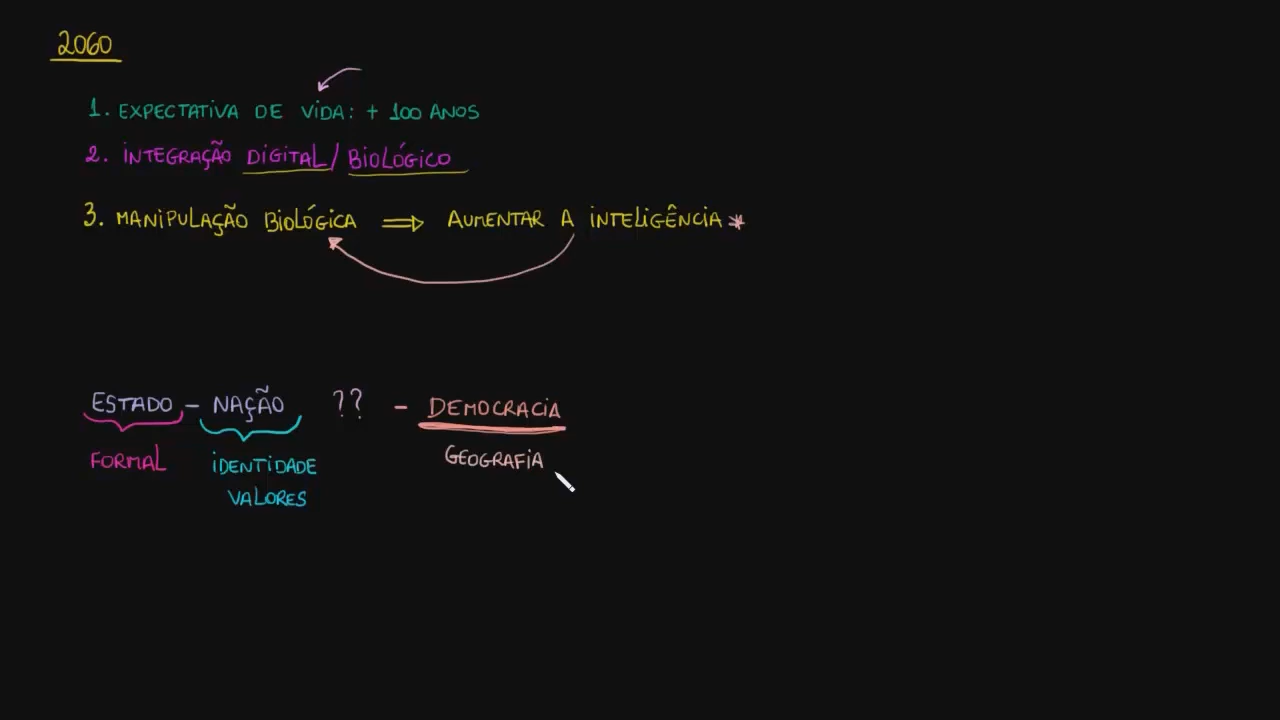 2060
1. EXPECTATIVA DE VIDA: + 100 ANOS
2. INTEGRAÇÃO DIGITAL/BIOLÓGICO
3. MANIPULAÇÃO BIOLÓGICA ⇒ AUMENTAR A INTELIGÊNCIA *
ESTADO - NAÇÃO ?? - DEMOCRACIA
FORMAL IDENTIDADE GEOGRAFIA
VALORES